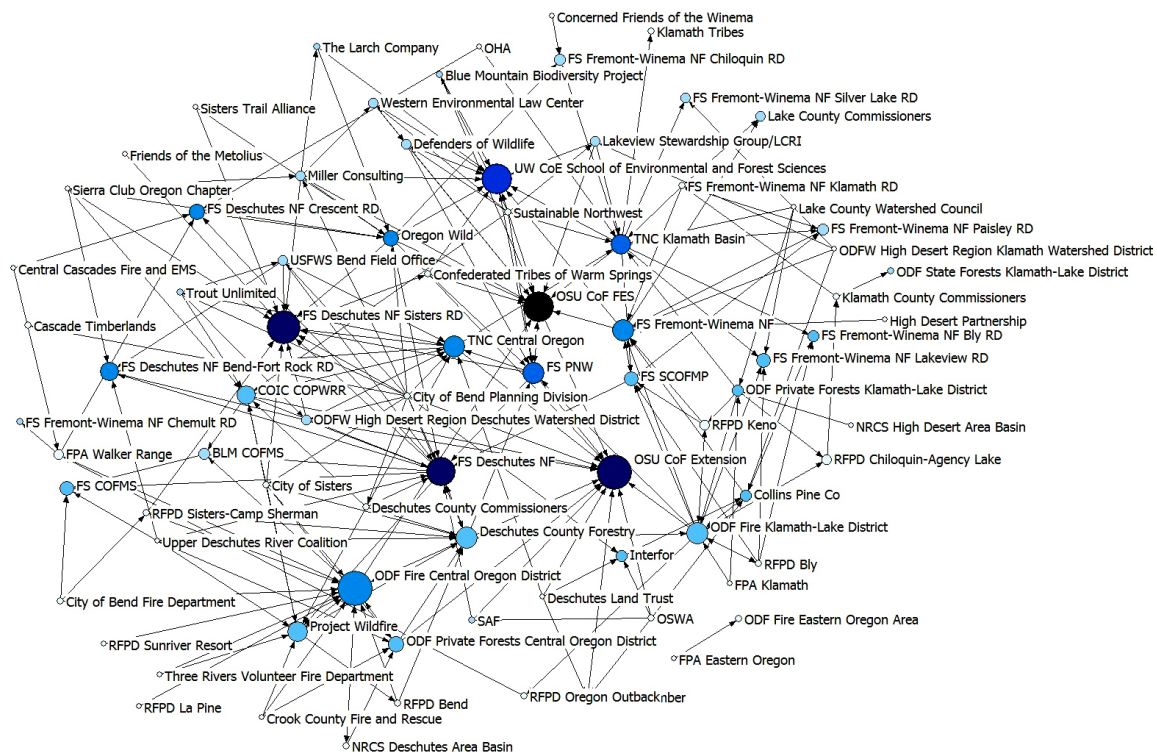 Concerned Friends of the Winema
Klamath Tribes
The Larch Company
OHA
FS Fremont-Winema NF Chiloquin RD
Blue Mountain Biodiversity Project
Western Environmental Law Center
FS Fremont-Winema NF Silver Lake RD
Sisters Trail Alliance
Lake County Commissioners
Defenders of Wildlife
Lakeview Stewardship Group/LCRI
Friends of the Metolius
UW CoE School of Environmental and Forest Sciences
Miller Consulting
Sierra Club Oregon Chapter
FS Fremont-Winema NF Klamath RD
FS Deschutes NF Crescent RD
Sustainable Northwest
Lake County Watershed Council
Oregon Wild
TNC Klamath Basin
FS Fremont-Winema NF Paisley RD
ODFW High Desert Region Klamath Watershed District
USFWS Bend Field Office
Central Cascades Fire and EMS
Confederated Tribes of Warm Springs
ODF State Forests Klamath-Lake District
Trout Unlimited
OSU CoF FES
Klamath County Commissioners
FS Deschutes NF Sisters RD
High Desert Partnership
Cascade Timberlands
FS Fremont-Winema NF
FS Fremont-Winema NF Bly RD
TNC Central Oregon
FS Deschutes NF Bend-Fort Rock RD
FS PNW
FS Fremont-Winema NF Lakeview RD
FS SCOFMP
COIC COPWRR
City of Bend Planning Division
ODF Private Forests Klamath-Lake District
FS Fremont-Winema NF Chemult RD
ODFW High Desert Region Deschutes Watershed District
RFPD Keno
NRCS High Desert Area Basin
FPA Walker Range
BLM COFMS
FS Deschutes NF
OSU CoF Extension
RFPD Chiloquin-Agency Lake
FS COFMS
City of Sisters
Collins Pine Co
RFPD Sisters-Camp Sherman
Deschutes County Commissioners
ODF Fire Klamath-Lake District
Upper Deschutes River Coalition
Deschutes County Forestry
Interfor
RFPD Bly
ODF Fire Central Oregon District
FPA Klamath
City of Bend Fire Department
Deschutes Land Trust
SAF
OSWA
ODF Fire Eastern Oregon Area
Project Wildfire
RFPD Sunriver Resort
ODF Private Forests Central Oregon District
FPA Eastern Oregon
Three Rivers Volunteer Fire Department
RFPD Oregon Outback
RFPD La Pine
RFPD Bend
Crook County Fire and Rescue
NRCS Deschutes Area Basin